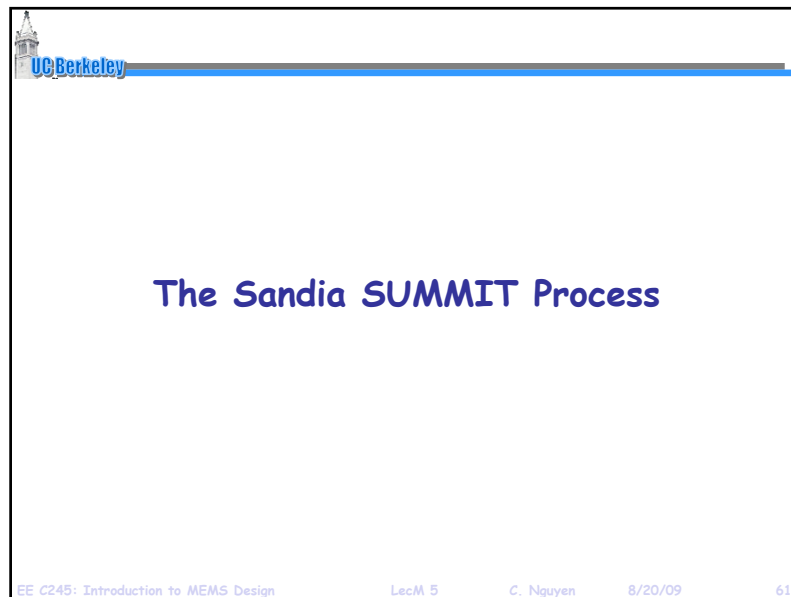 UC Berkeley
The Sandia SUMMIT Process
EE C245: Introduction to MEMS Design LecM 5 C. Nguyen 8/20/09 61